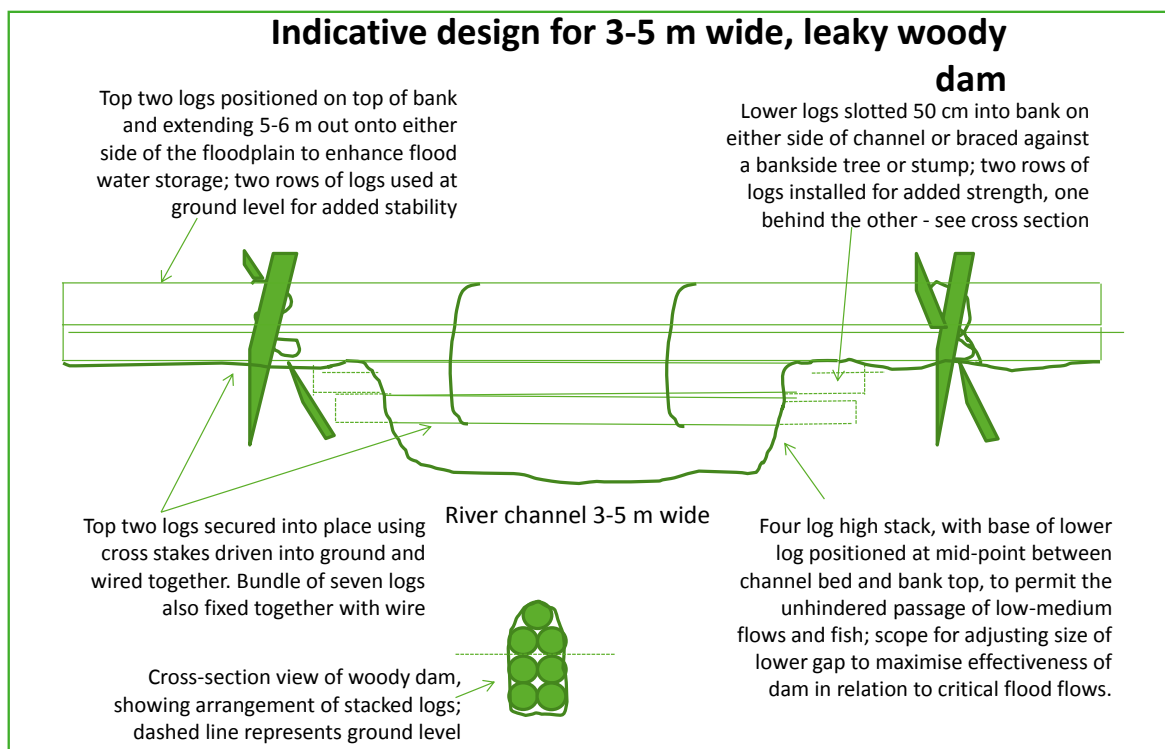 Indicative design for 3-5 m wide, leaky woody
dam
Top two logs positioned on top of bank
and extending 5-6 m out onto either
side of the floodplain to enhance flood
water storage; two rows of logs used at
ground level for added stability
Lower logs slotted 50 cm into bank on
either side of channel or braced against
a bankside tree or stump; two rows of
logs installed for added strength, one
behind the other - see cross section
Top two logs secured into place using
cross stakes driven into ground and
wired together. Bundle of seven logs
also fixed together with wire
River channel 3-5 m wide
Four log high stack, with base of lower
log positioned at mid-point between
channel bed and bank top, to permit the
unhindered passage of low-medium
flows and fish; scope for adjusting size of
lower gap to maximise effectiveness of
dam in relation to critical flood flows.
Cross-section view of woody dam,
showing arrangement of stacked logs;
dashed line represents ground level